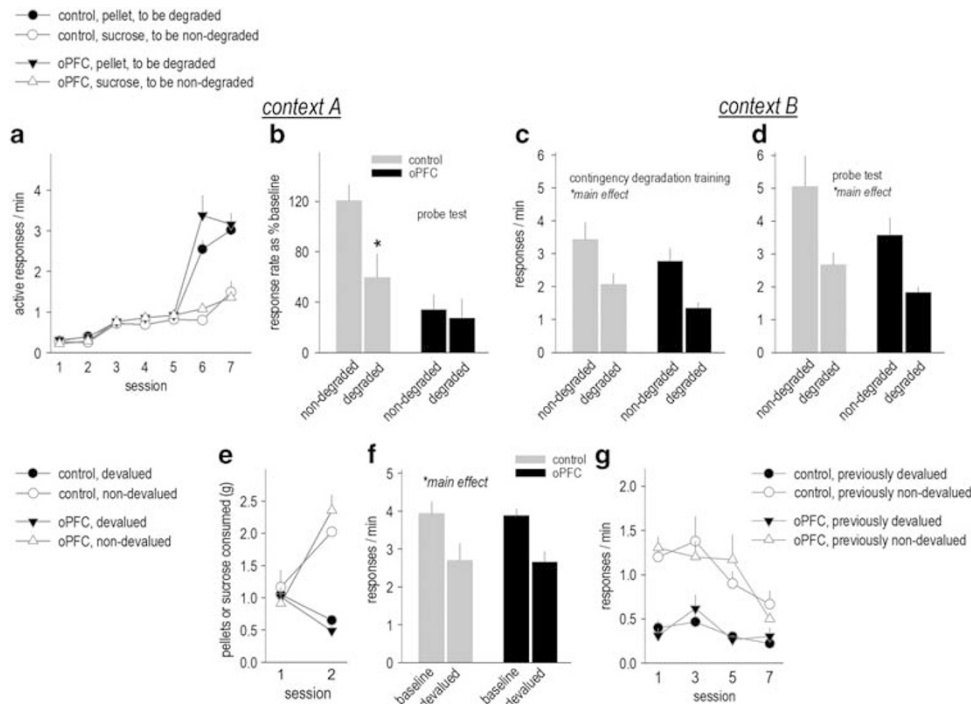 control, pellet, to be degraded
control, sucrose, to be non-degraded
oPFC, pellet, to be degraded
oPFC, sucrose, to be non-degraded
context A
context B
a
active responses / min
4
3
2
1
0
1 2 3 4 5 6 7
session
b
response rate as % baseline
120
80
40
0
control
oPFC
probe test
*
non-degraded
degraded
non-degraded
degraded
c
responses / min
6
5
4
3
2
1
0
contingency degradation training
*main effect
non-degraded
degraded
non-degraded
degraded
d
6
5
4
3
2
1
0
probe test
*main effect
non-degraded
degraded
non-degraded
degraded
control, devalued
control, non-devalued
oPFC, devalued
oPFC, non-devalued
e
pellets or sucrose consumed (g)
2.5
2.0
1.5
1.0
0.5
0.0
1 2
session
f
responses / min
5
4
3
2
1
0
control
oPFC
*main effect
baseline
devalued
baseline
devalued
g
responses / min
2.0
1.5
1.0
0.5
0.0
1 3 5 7
session
control, previously devalued
control, previously non-devalued
oPFC, previously devalued
oPFC, previously non-devalued